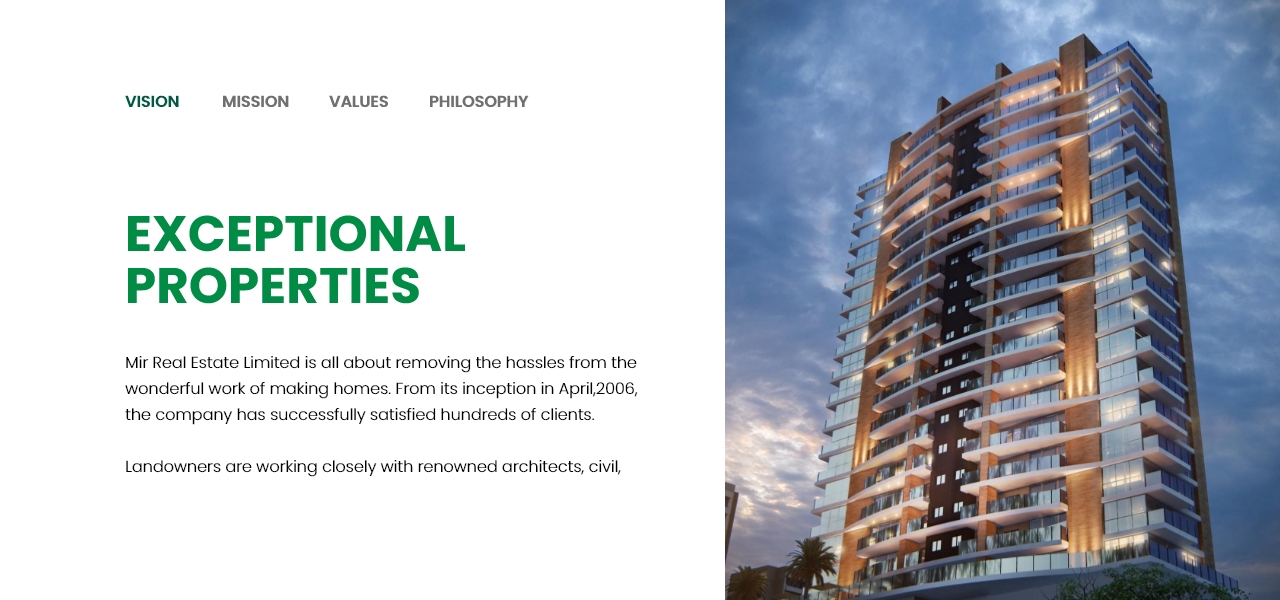 VISION MISSION VALUES PHILOSOPHY
EXCEPTIONAL
PROPERTIES
Mir Real Estate Limited is all about removing the hassles from the
wonderful work of making homes. From its inception in April,2006,
the company has successfully satisfied hundreds of clients.
Landowners are working closely with renowned architects, civil,